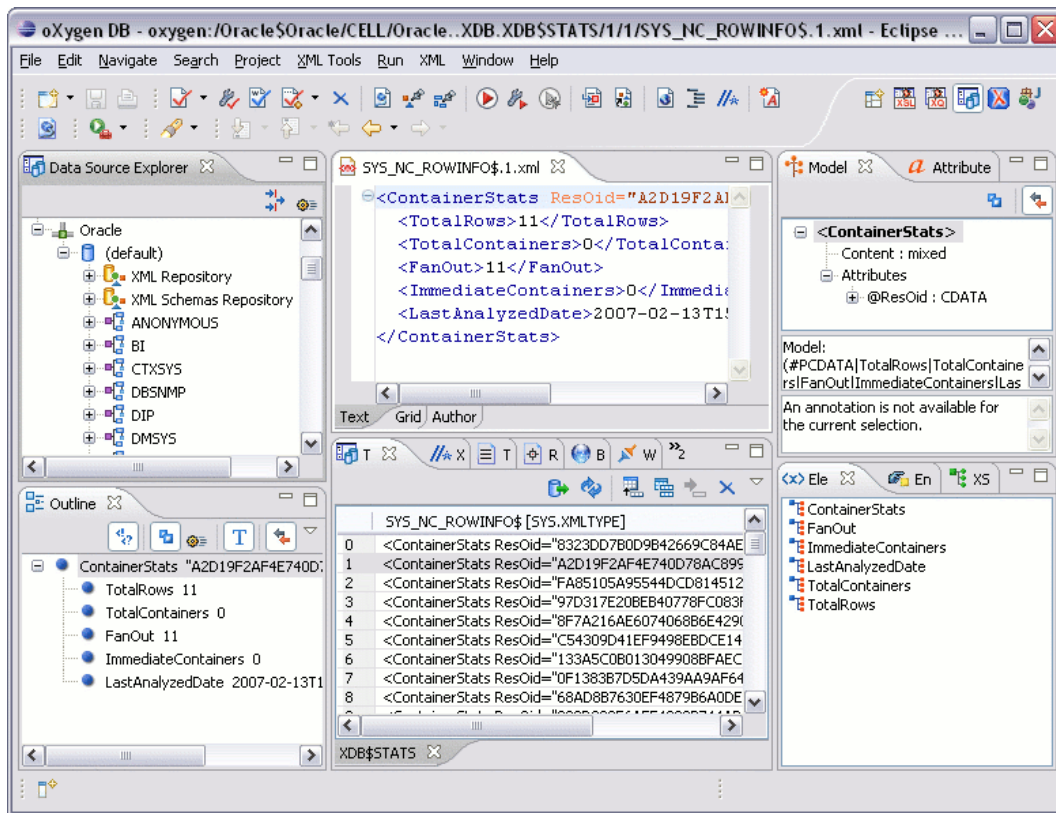 oXygen DB - oxygen:/Oracle$Oracle/CELL/Oracle..XDB.XDB$STATS/1/1/SYS_NC_ROWINFO$.1.xml - Eclipse ...
File Edit Navigate Search Project XML Tools Run XML Window Help
Data Source Explorer
Oracle
(default)
XML Repository
XML Schemas Repository
ANONYMOUS
BI
CTXSYS
DBSNMP
DIP
DMSYS
SYS_NC_ROWINFO$.1.xml
<ContainerStats ResOid="A2D19F2A
<TotalRows>11</TotalRows>
<TotalContainers>0</TotalConta
<FanOut>11</FanOut>
<ImmediateContainers>0</Immedia
<LastAnalyzedDate>2007-02-13T15
</ContainerStats>
Text Grid Author
Model Attribute
<ContainerStats>
Content : mixed
Attributes
@ResOid : CDATA
Model:
(#PCDATA|TotalRows|TotalContaine
rs|FanOut|ImmediateContainers|Las
An annotation is not available for
the current selection.
Outline
ContainerStats "A2D19F2AF4E740D7
TotalRows 11
TotalContainers 0
FanOut 11
ImmediateContainers 0
LastAnalyzedDate 2007-02-13T1
T X T R B W »2
SYS_NC_ROWINFO$ [SYS.XMLTYPE]
0 <ContainerStats ResOid="8323DD7B0D9B42669C84AE
1 <ContainerStats ResOid="A2D19F2AF4E740D78AC899
2 <ContainerStats ResOid="FA85105A95544DCD814512
3 <ContainerStats ResOid="97D317E20BEB40778FC083F
4 <ContainerStats ResOid="8F7A216AE6074068B6E4290
5 <ContainerStats ResOid="C54309D41EF9498EBDCE14
6 <ContainerStats ResOid="133A5C0B013049908BFAEC
7 <ContainerStats ResOid="0F1383B7D5DA439AA9AF64
8 <ContainerStats ResOid="68AD8B7630EF4879B6A0DE
XDB$STATS
Ele En XS
ContainerStats
FanOut
ImmediateContainers
LastAnalyzedDate
TotalContainers
TotalRows